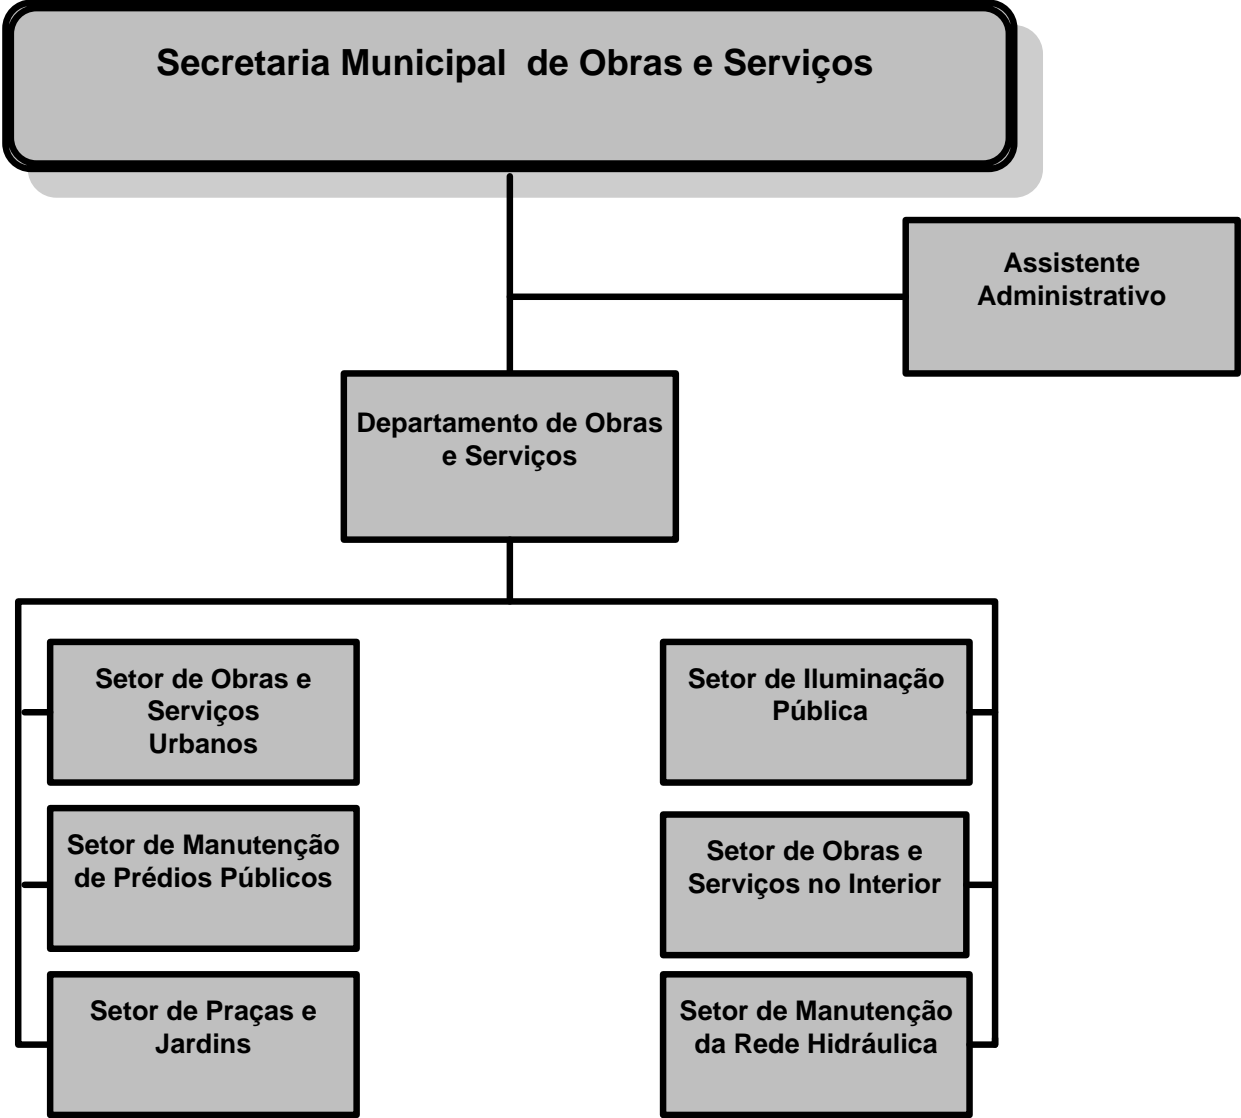 Secretaria Municipal de Obras e Serviços
Assistente
Administrativo
Departamento de Obras
e Serviços
Setor de Obras e
Serviços
Urbanos
Setor de Iluminação
Pública
Setor de Manutenção
de Prédios Públicos
Setor de Obras e
Serviços no Interior
Setor de Praças e
Jardins
Setor de Manutenção
da Rede Hidráulica